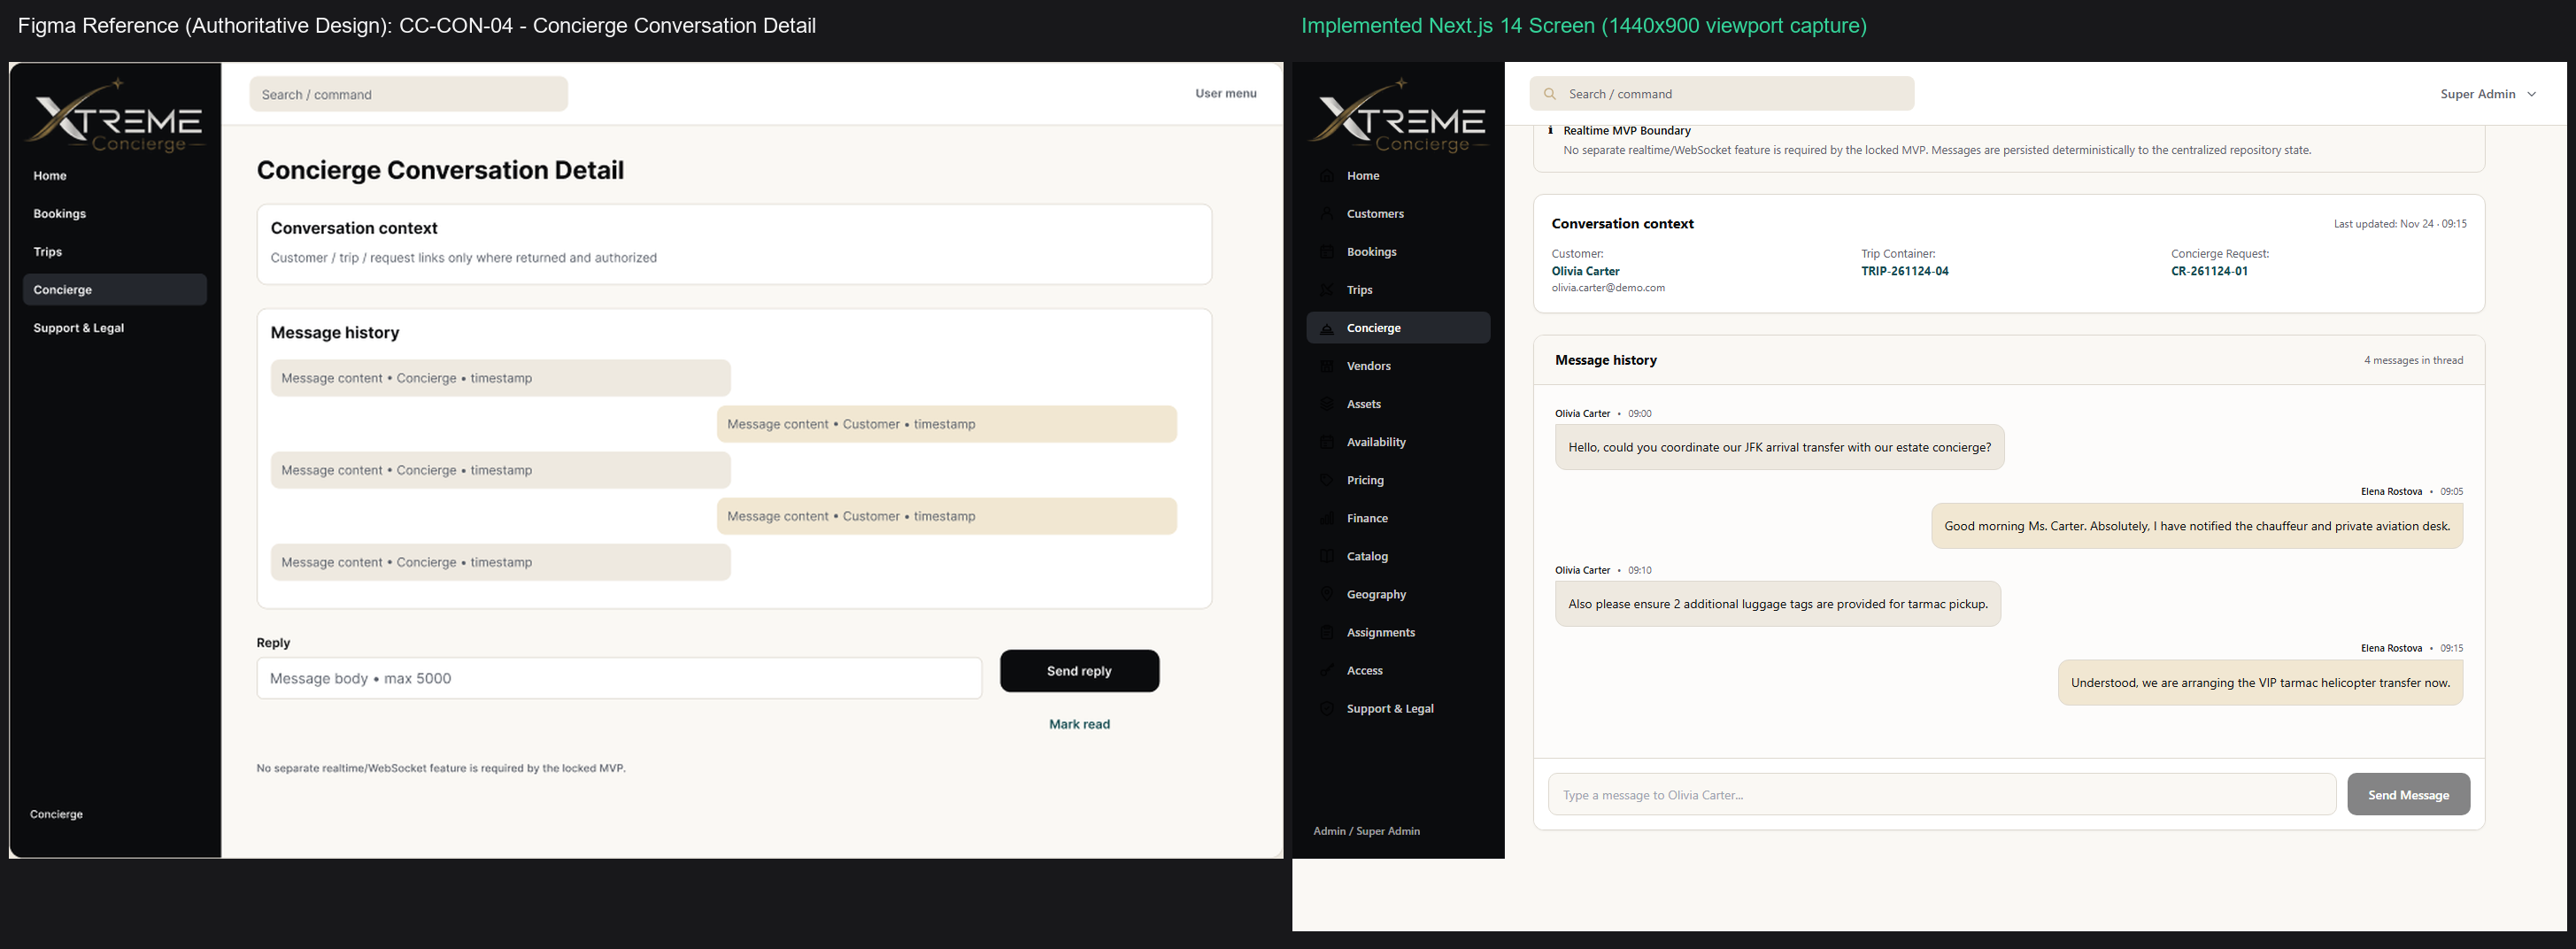 Figma Reference (Authoritative Design): CC-CON-04 - Concierge Conversation Detail
XTREME
Concierge
Search / command
User menu
Home
Bookings
Trips
Concierge
Support & Legal
Concierge
Concierge Conversation Detail
Conversation context
Customer / trip / request links only where returned and authorized
Message history
Message content • Concierge • timestamp
Message content • Customer • timestamp
Message content • Concierge • timestamp
Message content • Customer • timestamp
Message content • Concierge • timestamp
Reply
Message body • max 5000
Send reply
Mark read
No separate realtime/WebSocket feature is required by the locked MVP.
Implemented Next.js 14 Screen (1440x900 viewport capture)
XTREME
Concierge
Search / command
Super Admin
Home
Customers
Bookings
Trips
Concierge
Vendors
Assets
Availability
Pricing
Finance
Catalog
Geography
Assignments
Access
Support & Legal
Admin / Super Admin
Realtime MVP Boundary
No separate realtime/WebSocket feature is required by the locked MVP. Messages are persisted deterministically to the centralized repository state.
Conversation context
Last updated: Nov 24 · 09:15
Customer:
Olivia Carter
olivia.carter@demo.com
Trip Container:
TRIP-261124-04
Concierge Request:
CR-261124-01
Message history
4 messages in thread
Olivia Carter • 09:00
Hello, could you coordinate our JFK arrival transfer with our estate concierge?
Elena Rostova • 09:05
Good morning Ms. Carter. Absolutely, I have notified the chauffeur and private aviation desk.
Olivia Carter • 09:10
Also please ensure 2 additional luggage tags are provided for tarmac pickup.
Elena Rostova • 09:15
Understood, we are arranging the VIP tarmac helicopter transfer now.
Type a message to Olivia Carter...
Send Message